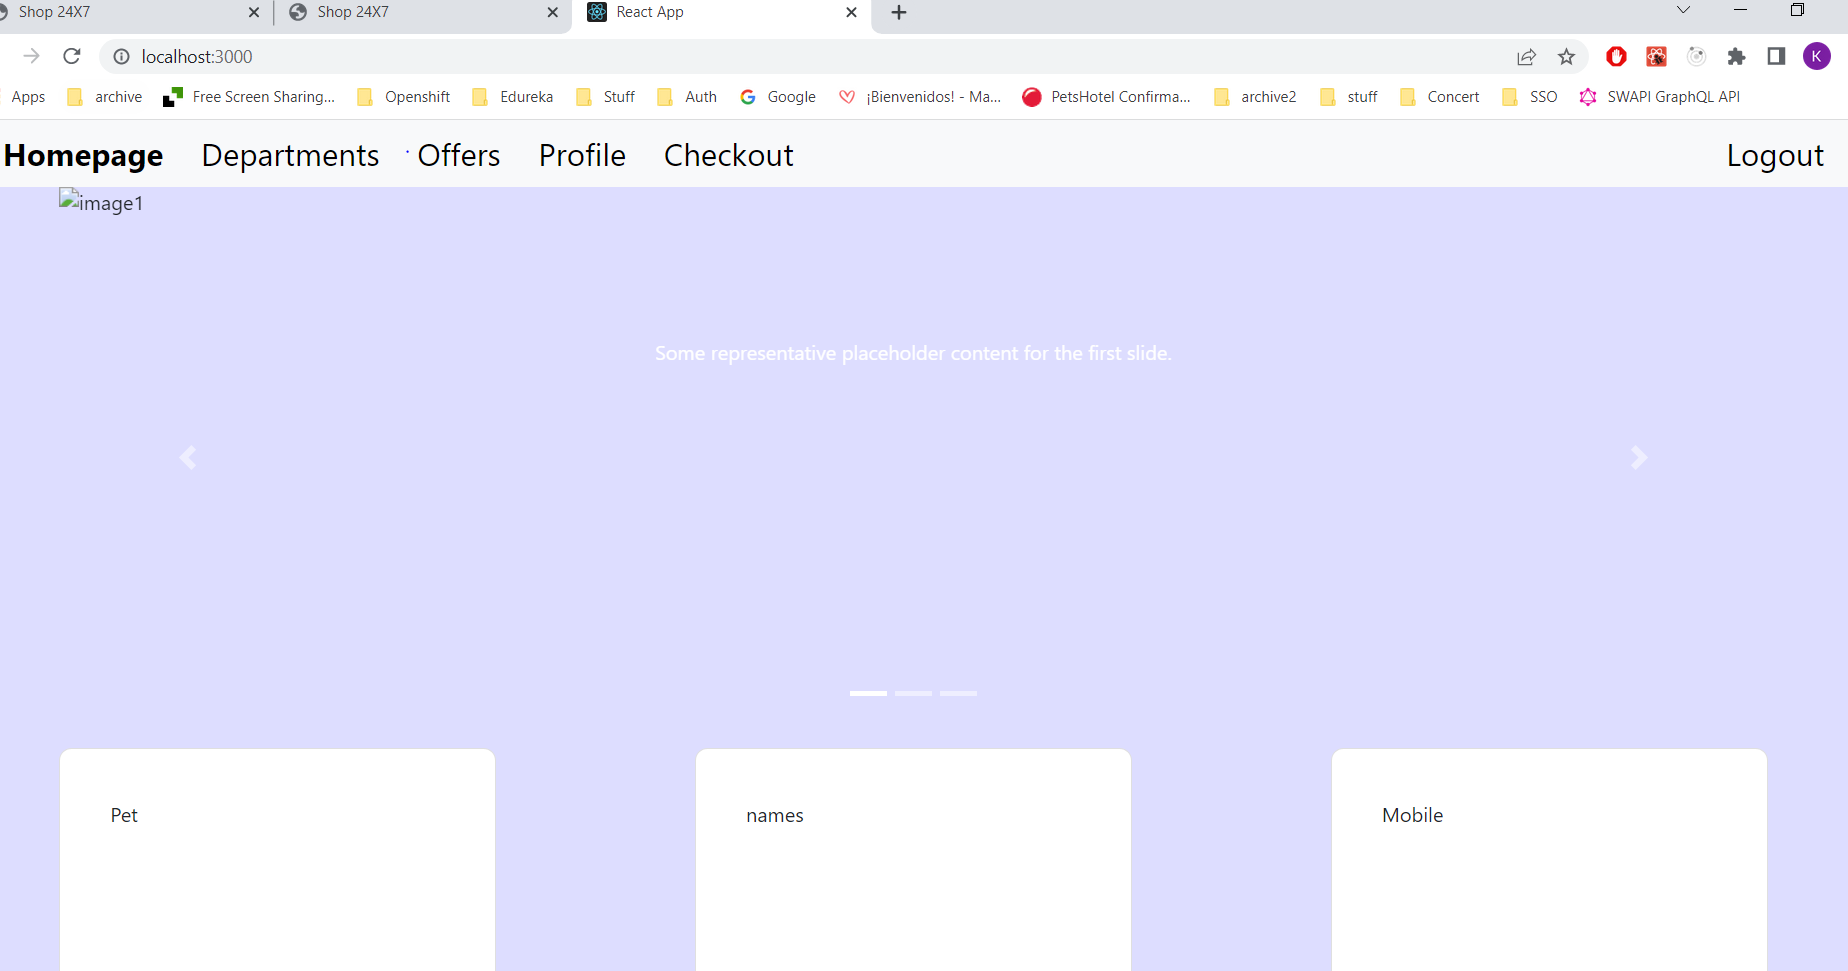 Shop 24X7 Shop 24X7 React App
localhost:3000 K
Apps archive Free Screen Sharing... Openshift Edureka Stuff Auth Google ¡Bienvenidos! - Ma... PetsHotel Confirma... archive2 stuff Concert SSO SWAPI GraphQL API
Homepage Departments Offers Profile Checkout Logout
image1
Some representative placeholder content for the first slide.
Pet names Mobile